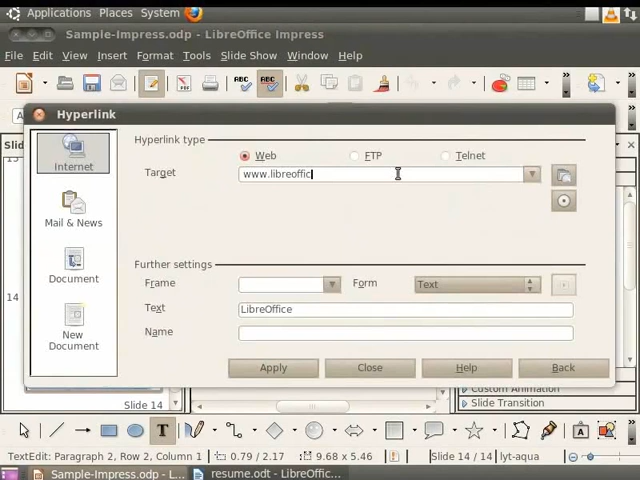 Applications Places System
Sample-Impress.odp - LibreOffice Impress
File Edit View Insert Format Tools Slide Show Window Help
ABC ABC
Hyperlink
Internet
Mail & News
Document
New
Document
Hyperlink type
Web FTP Telnet
Target www.libreoffic
Further settings
Frame Form Text
Text LibreOffice
Name
Apply Close Help Back
14
Slide 14
Custom Animation
Slide Transition
TextEdit: Paragraph 2, Row 2, Column 1 0.79 / 2.17 9.68 x 5.46 Slide 14 / 14 lyt-aqua
Sample-Impress.odp - L... resume.odt - LibreOffic...